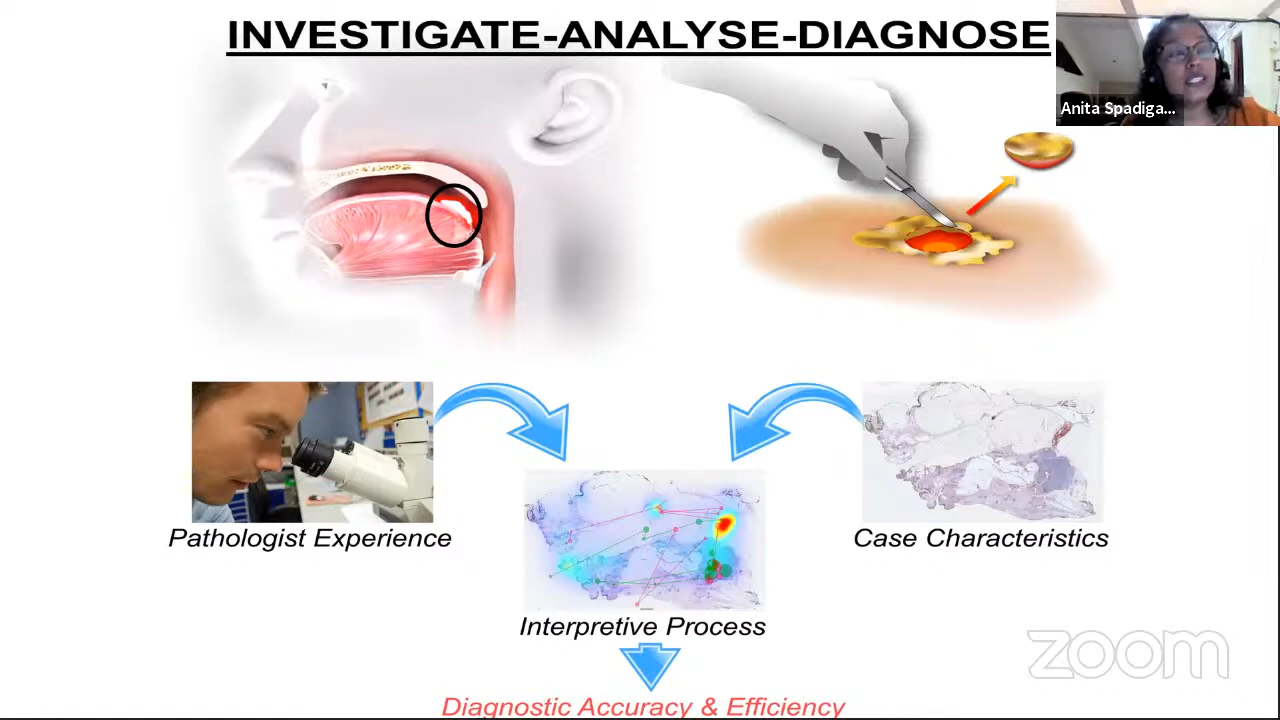 INVESTIGATE-ANALYSE-DIAGNOSE
Anita Spadiga...
Pathologist Experience
Case Characteristics
Interpretive Process
zoom
Diagnostic Accuracy & Efficiency